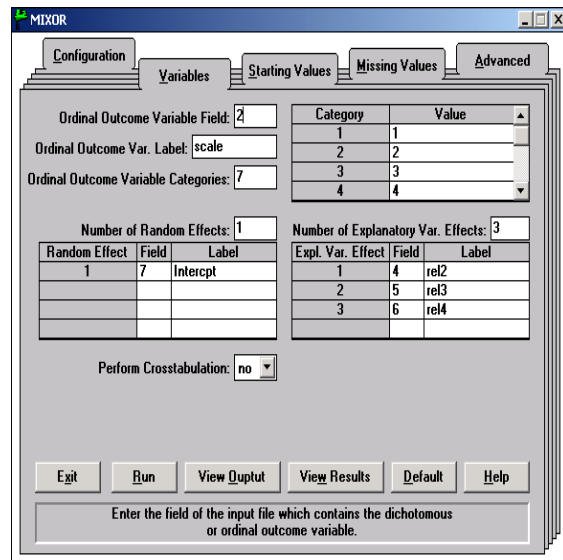 MIXOR
Configuration
Variables
Starting Values
Missing Values
Advanced
Ordinal Outcome Variable Field: 2
Ordinal Outcome Var. Label: scale
Ordinal Outcome Variable Categories: 7
Category Value
1 1
2 2
3 3
4 4
Number of Random Effects: 1
Random Effect Field Label
1 7 Intercpt
Number of Explanatory Var. Effects: 3
Expl. Var. Effect Field Label
1 4 rel2
2 5 rel3
3 6 rel4
Perform Crosstabulation: no
Exit Run View Ouptut View Results Default Help
Enter the field of the input file which contains the dichotomous
or ordinal outcome variable.